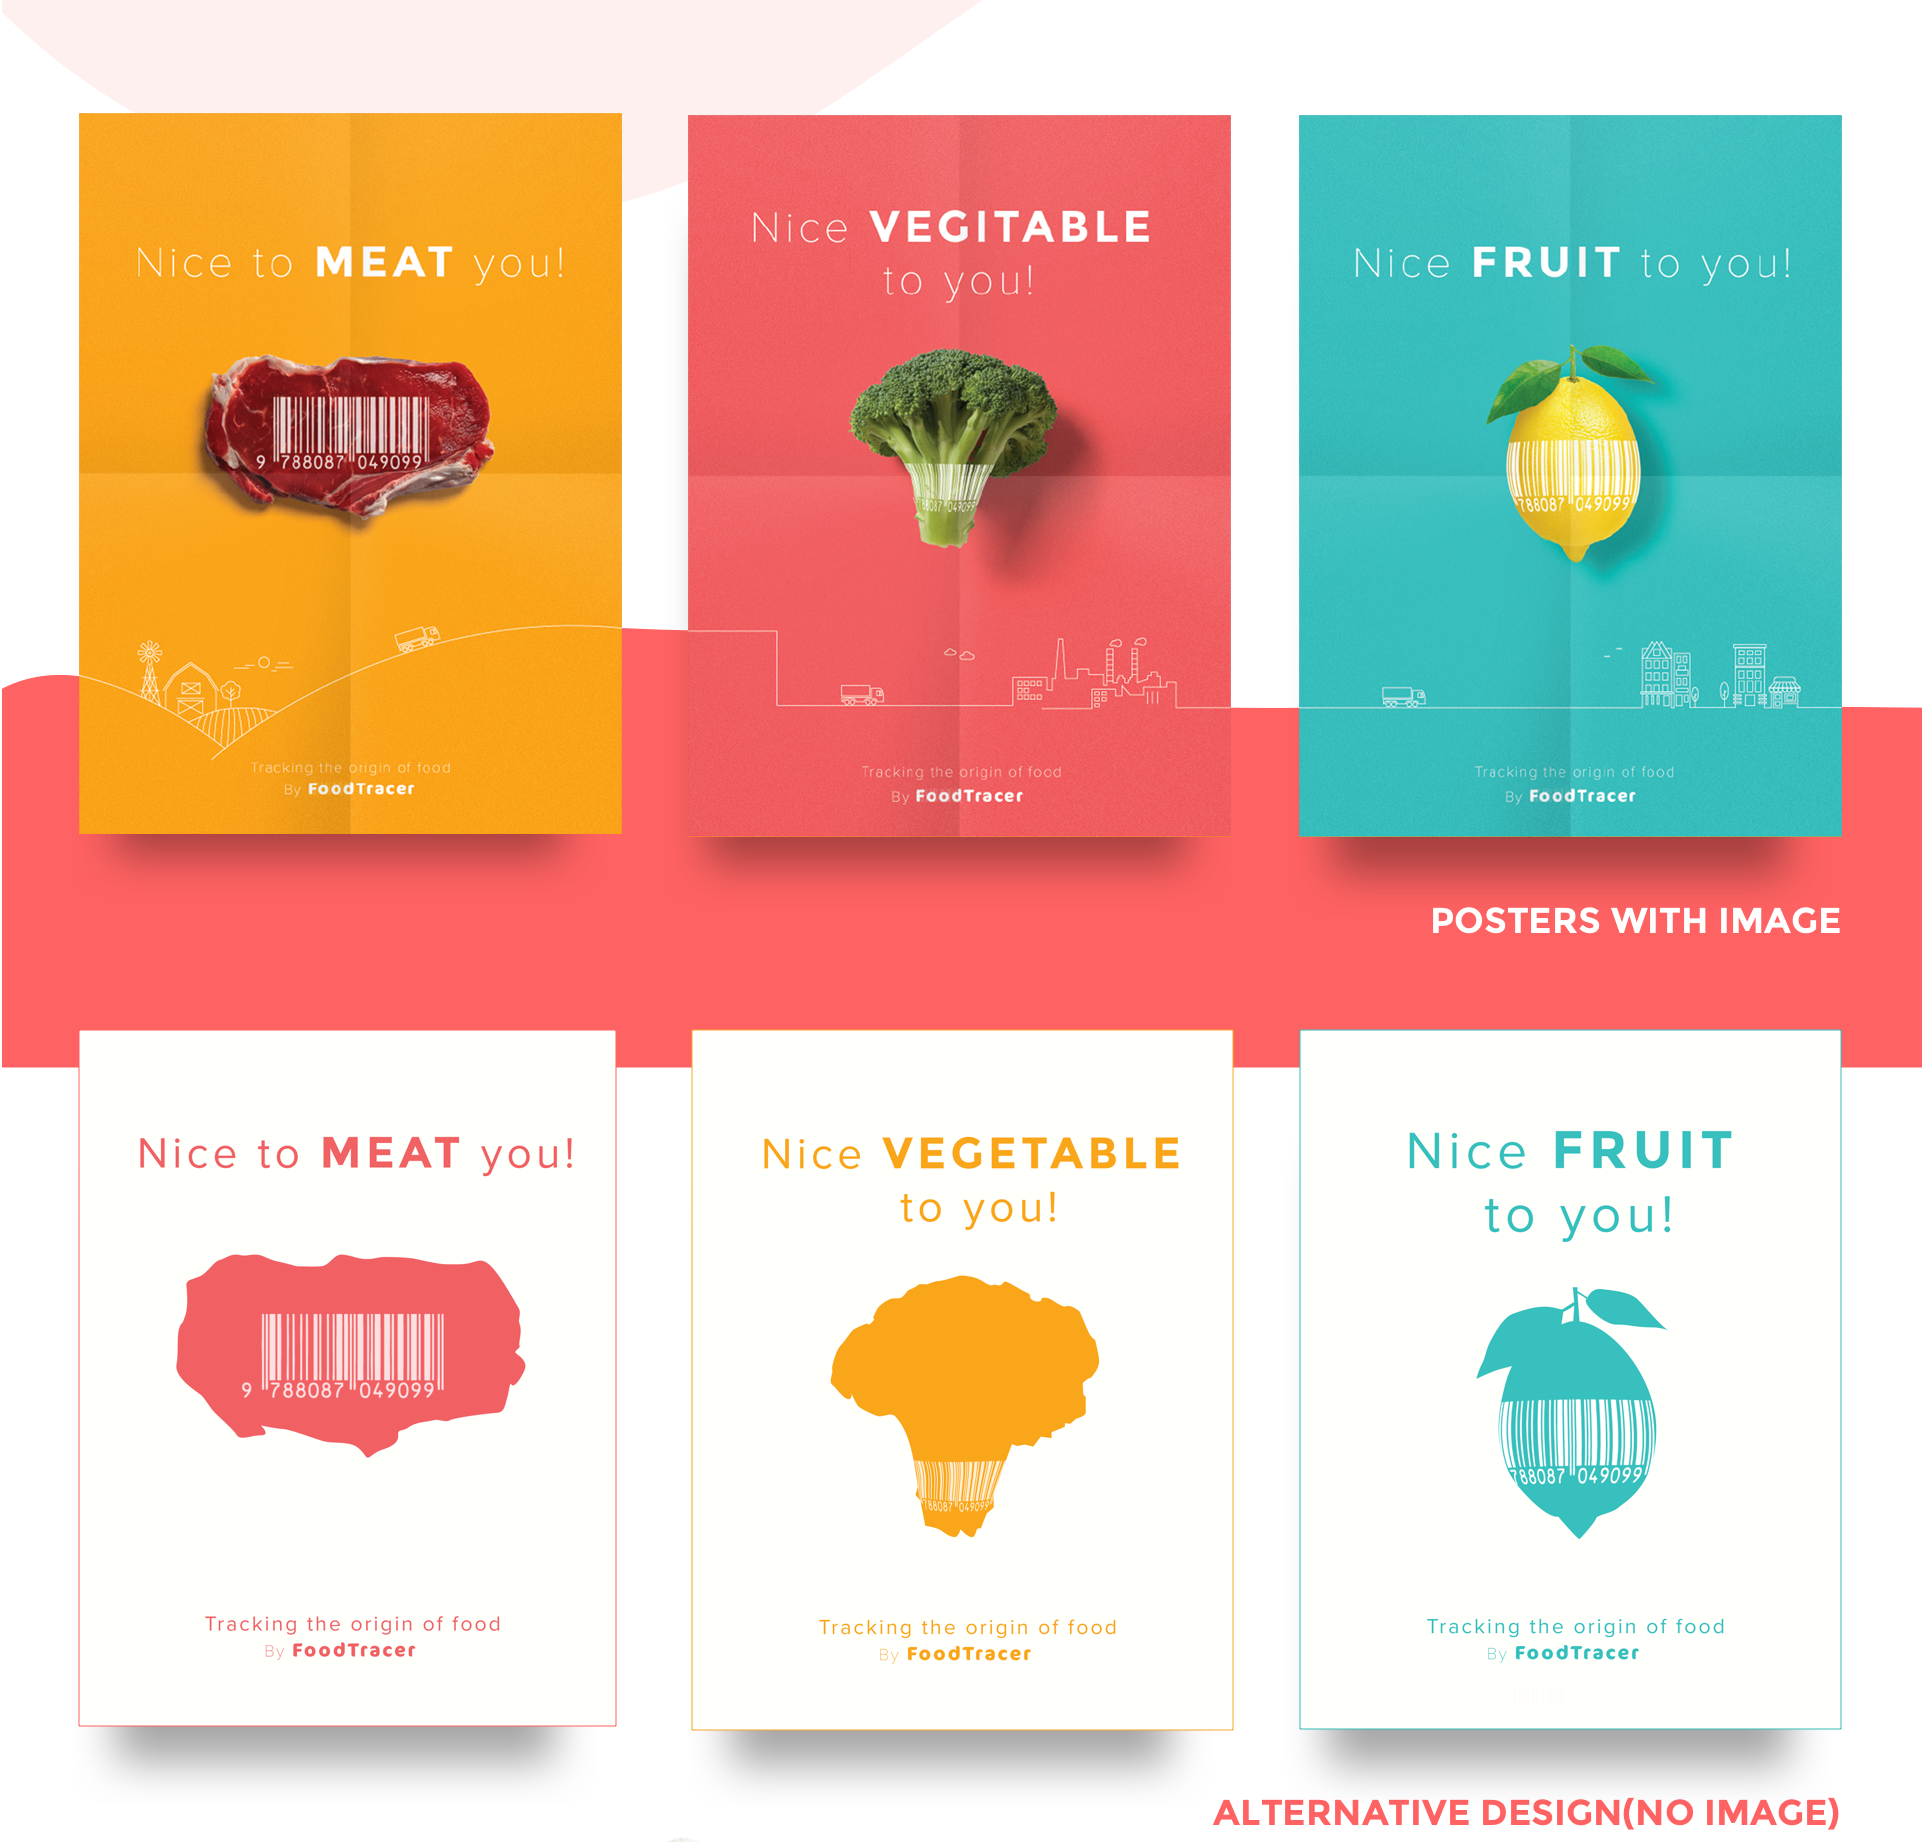 Nice to MEAT you!
9 788087 049099
Tracking the origin of food
By FoodTracer
Nice VEGITABLE
to you!
788087 049099
Tracking the origin of food
By FoodTracer
Nice FRUIT to you!
788087 049099
Tracking the origin of food
By FoodTracer
POSTERS WITH IMAGE
Nice to MEAT you!
9 788087 049099
Tracking the origin of food
By FoodTracer
Nice VEGETABLE
to you!
788087 049099
Tracking the origin of food
By FoodTracer
Nice FRUIT
to you!
788087 049099
Tracking the origin of food
By FoodTracer
ALTERNATIVE DESIGN(NO IMAGE)